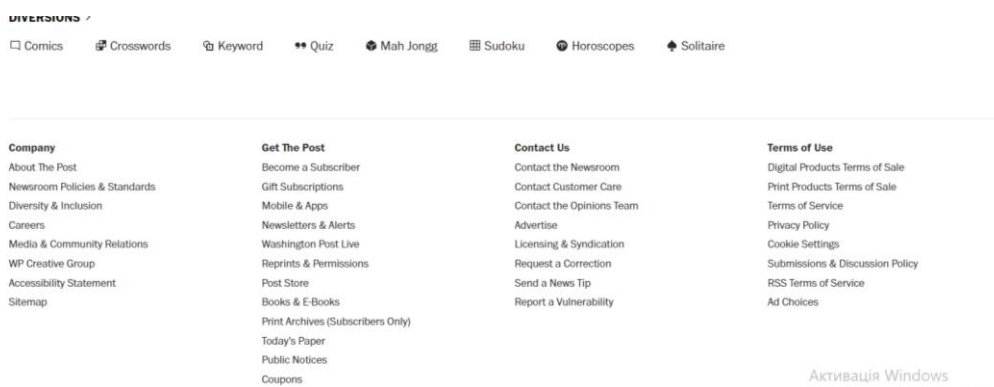 DIVERSIONS
Comics Crosswords Keyword Quiz Mah Jongg Sudoku Horoscopes Solitaire
Company
About The Post
Newsroom Policies & Standards
Diversity & Inclusion
Careers
Media & Community Relations
WP Creative Group
Accessibility Statement
Sitemap
Get The Post
Become a Subscriber
Gift Subscriptions
Mobile & Apps
Newsletters & Alerts
Washington Post Live
Reprints & Permissions
Post Store
Books & E-Books
Print Archives (Subscribers Only)
Today's Paper
Public Notices
Coupons
Contact Us
Contact the Newsroom
Contact Customer Care
Contact the Opinions Team
Advertise
Licensing & Syndication
Request a Correction
Send a News Tip
Report a Vulnerability
Terms of Use
Digital Products Terms of Sale
Print Products Terms of Sale
Terms of Service
Privacy Policy
Cookie Settings
Submissions & Discussion Policy
RSS Terms of Service
Ad Choices
Активація Windows